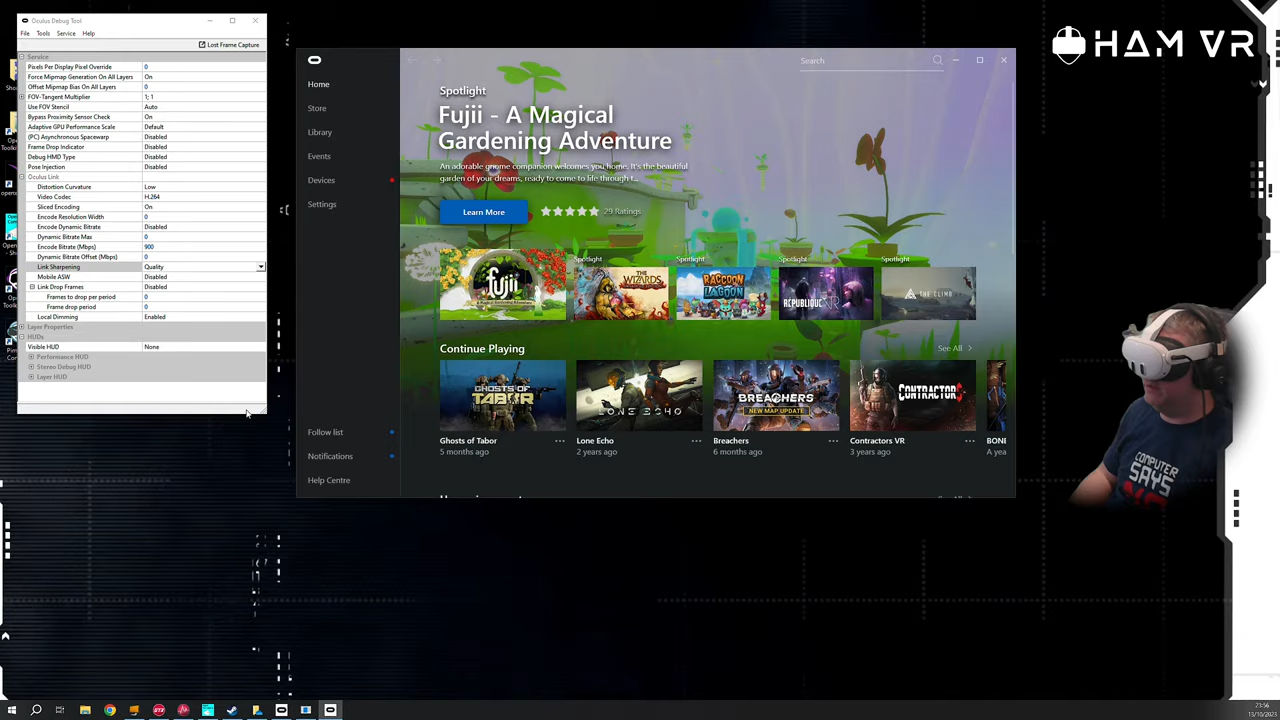 Oculus Debug Tool
File Tools Service Help
Lost Frame Capture
Service
Pixels Per Display Pixel Override 0
Force Mipmap Generation On All Layers On
Offset Mipmap Bias On All Layers 0
FOV-Tangent Multiplier 1; 1
Use FOV Stencil Auto
Bypass Proximity Sensor Check On
Adaptive GPU Performance Scale Default
(PC) Asynchronous Spacewarp Disabled
Frame Drop Indicator Disabled
Debug HMD Type Disabled
Pose Injection Disabled
Oculus Link
Distortion Curvature Low
Video Codec H.264
Sliced Encoding On
Encode Resolution Width 0
Encode Dynamic Bitrate Disabled
Dynamic Bitrate Max 0
Encode Bitrate (Mbps) 900
Dynamic Bitrate Offset (Mbps) 0
Link Sharpening Quality
Mobile ASW Disabled
Link Drop Frames Disabled
Frames to drop per period 0
Frame drop period 0
Local Dimming Enabled
Layer Properties
HUDs
Visible HUD None
Performance HUD
Stereo Debug HUD
Layer HUD
Home
Store
Library
Events
Devices
Settings
Follow list
Notifications
Help Centre
Search
Spotlight
Fujii - A Magical
Gardening Adventure
An adorable gnome companion welcomes you home. It's the beautiful
garden of your dreams, ready to come to life through t...
Learn More
29 Ratings
Spotlight Spotlight Spotlight Spotlight
fujii
THE WIZARDS
RACCOON LAGOON
REPUBLIQUE VR
THE CLIMB
Continue Playing
See All
GHOSTS OF TABOR
LONE ECHO
BREACHERS
NEW MAP UPDATE
CONTRACTORS
Ghosts of Tabor Lone Echo Breachers Contractors VR BONE
5 months ago 2 years ago 6 months ago 3 years ago A yea
HAM VR
COMPUTER
SAYS
23:56
13/10/2023